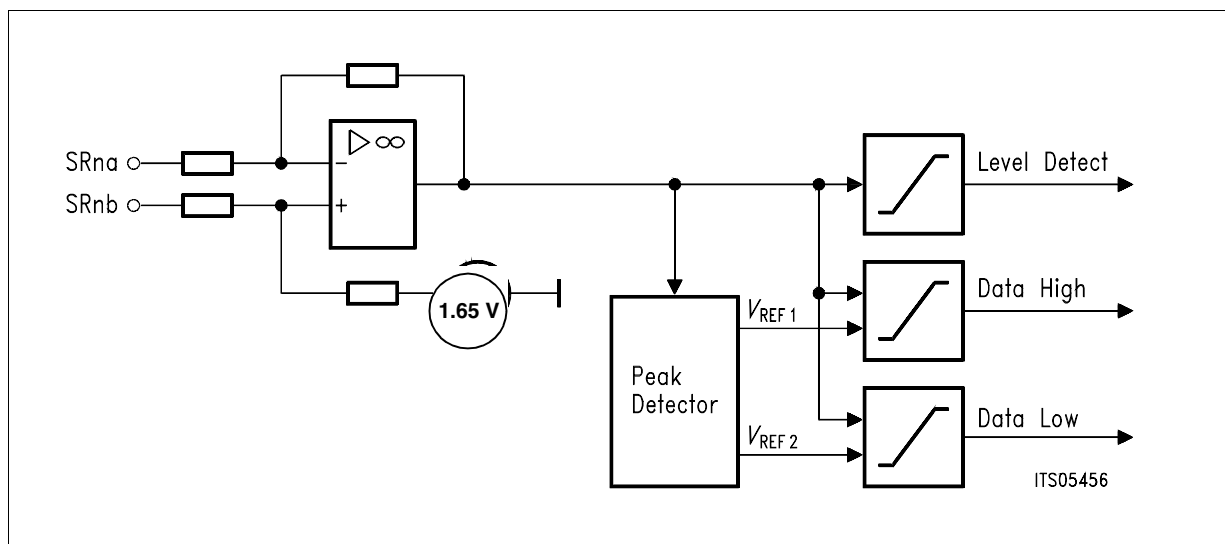 SRna
SRnb
▷ ∞
−
+
1.65 V
Peak
Detector
VREF 1
VREF 2
Level Detect
Data High
Data Low
ITS05456